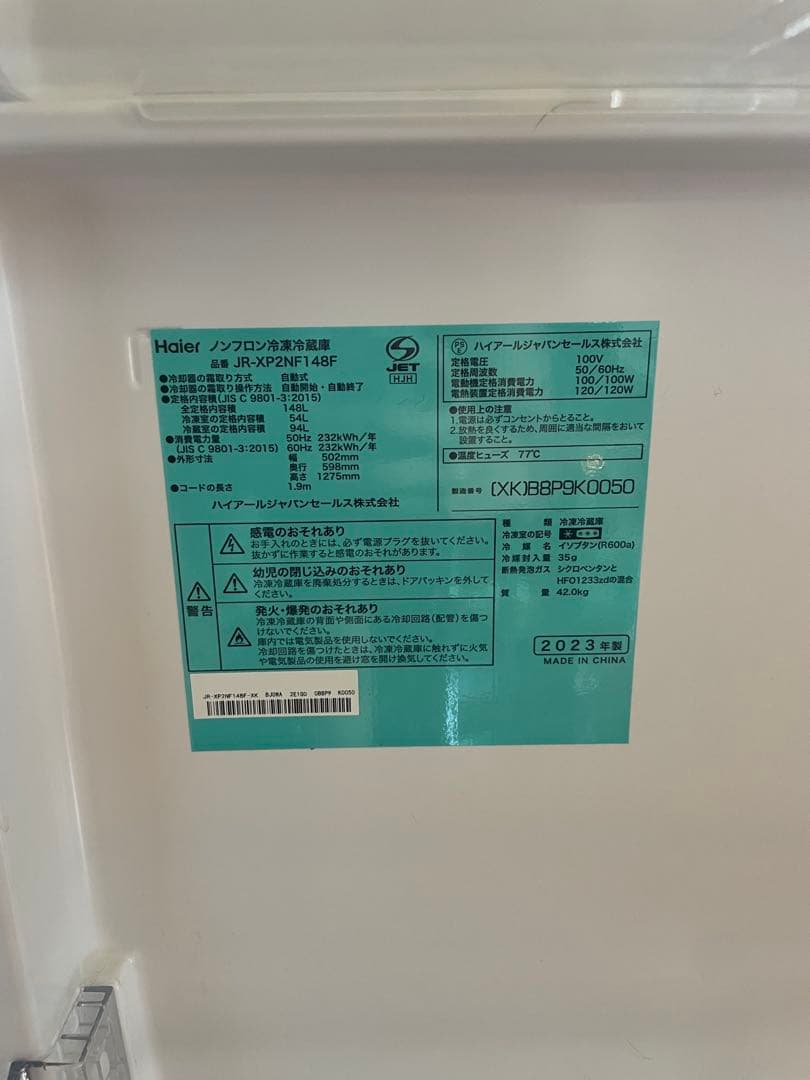 Haier ノンフロン冷凍冷蔵庫
品番 JR-XP2NF148F
JET
HJH
●冷却器の霜取り方式 自動式
●冷却器の霜取り操作方法 自動開始・自動終了
●定格内容積(JIS C 9801-3:2015)
全定格内容積 148L
冷凍室の定格内容積 54L
冷蔵室の定格内容積 94L
●消費電力量 50Hz 232kWh/年
(JIS C 9801-3:2015) 60Hz 232kWh/年
●外形寸法 幅 502mm
奥行 598mm
高さ 1275mm
●コードの長さ 1.9m
ハイアールジャパンセールス株式会社
PSE ハイアールジャパンセールス株式会社
定格電圧 100V
定格周波数 50/60Hz
電動機定格消費電力 100/100W
電熱装置定格消費電力 120/120W
●使用上の注意
1.電源は必ずコンセントからとること。
2.放熱を良くするため、周囲に適当な間隔をおいて
設置すること。
●温度ヒューズ 77℃
製造番号 (XK)B8P9K0050
警告
感電のおそれあり
お手入れのときには、必ず電源プラグを抜いてください。
抜かずに作業すると感電のおそれがあります。
幼児の閉じ込みのおそれあり
冷凍冷蔵庫を廃棄処分するときは、ドアパッキンを外して
ください。
発火・爆発のおそれあり
冷凍冷蔵庫の背面や側面にある冷却回路(配管)を傷つ
けないでください。
庫内では電気製品を使用しないでください。
冷却回路を傷つけたときは、冷凍冷蔵庫に触れずに火気
や電気製品の使用を避け窓を開け換気してください。
種類 冷凍冷蔵庫
冷凍室の記号 ****
冷媒名 イソブタン(R600a)
冷媒封入量 35g
断熱発泡ガス シクロペンタンと
HFO1233zdの混合
質量 42.0kg
2023年製
MADE IN CHINA
JR-XP2NF148F-XK BJ0WA 2E1G0 GB8P9 K0050